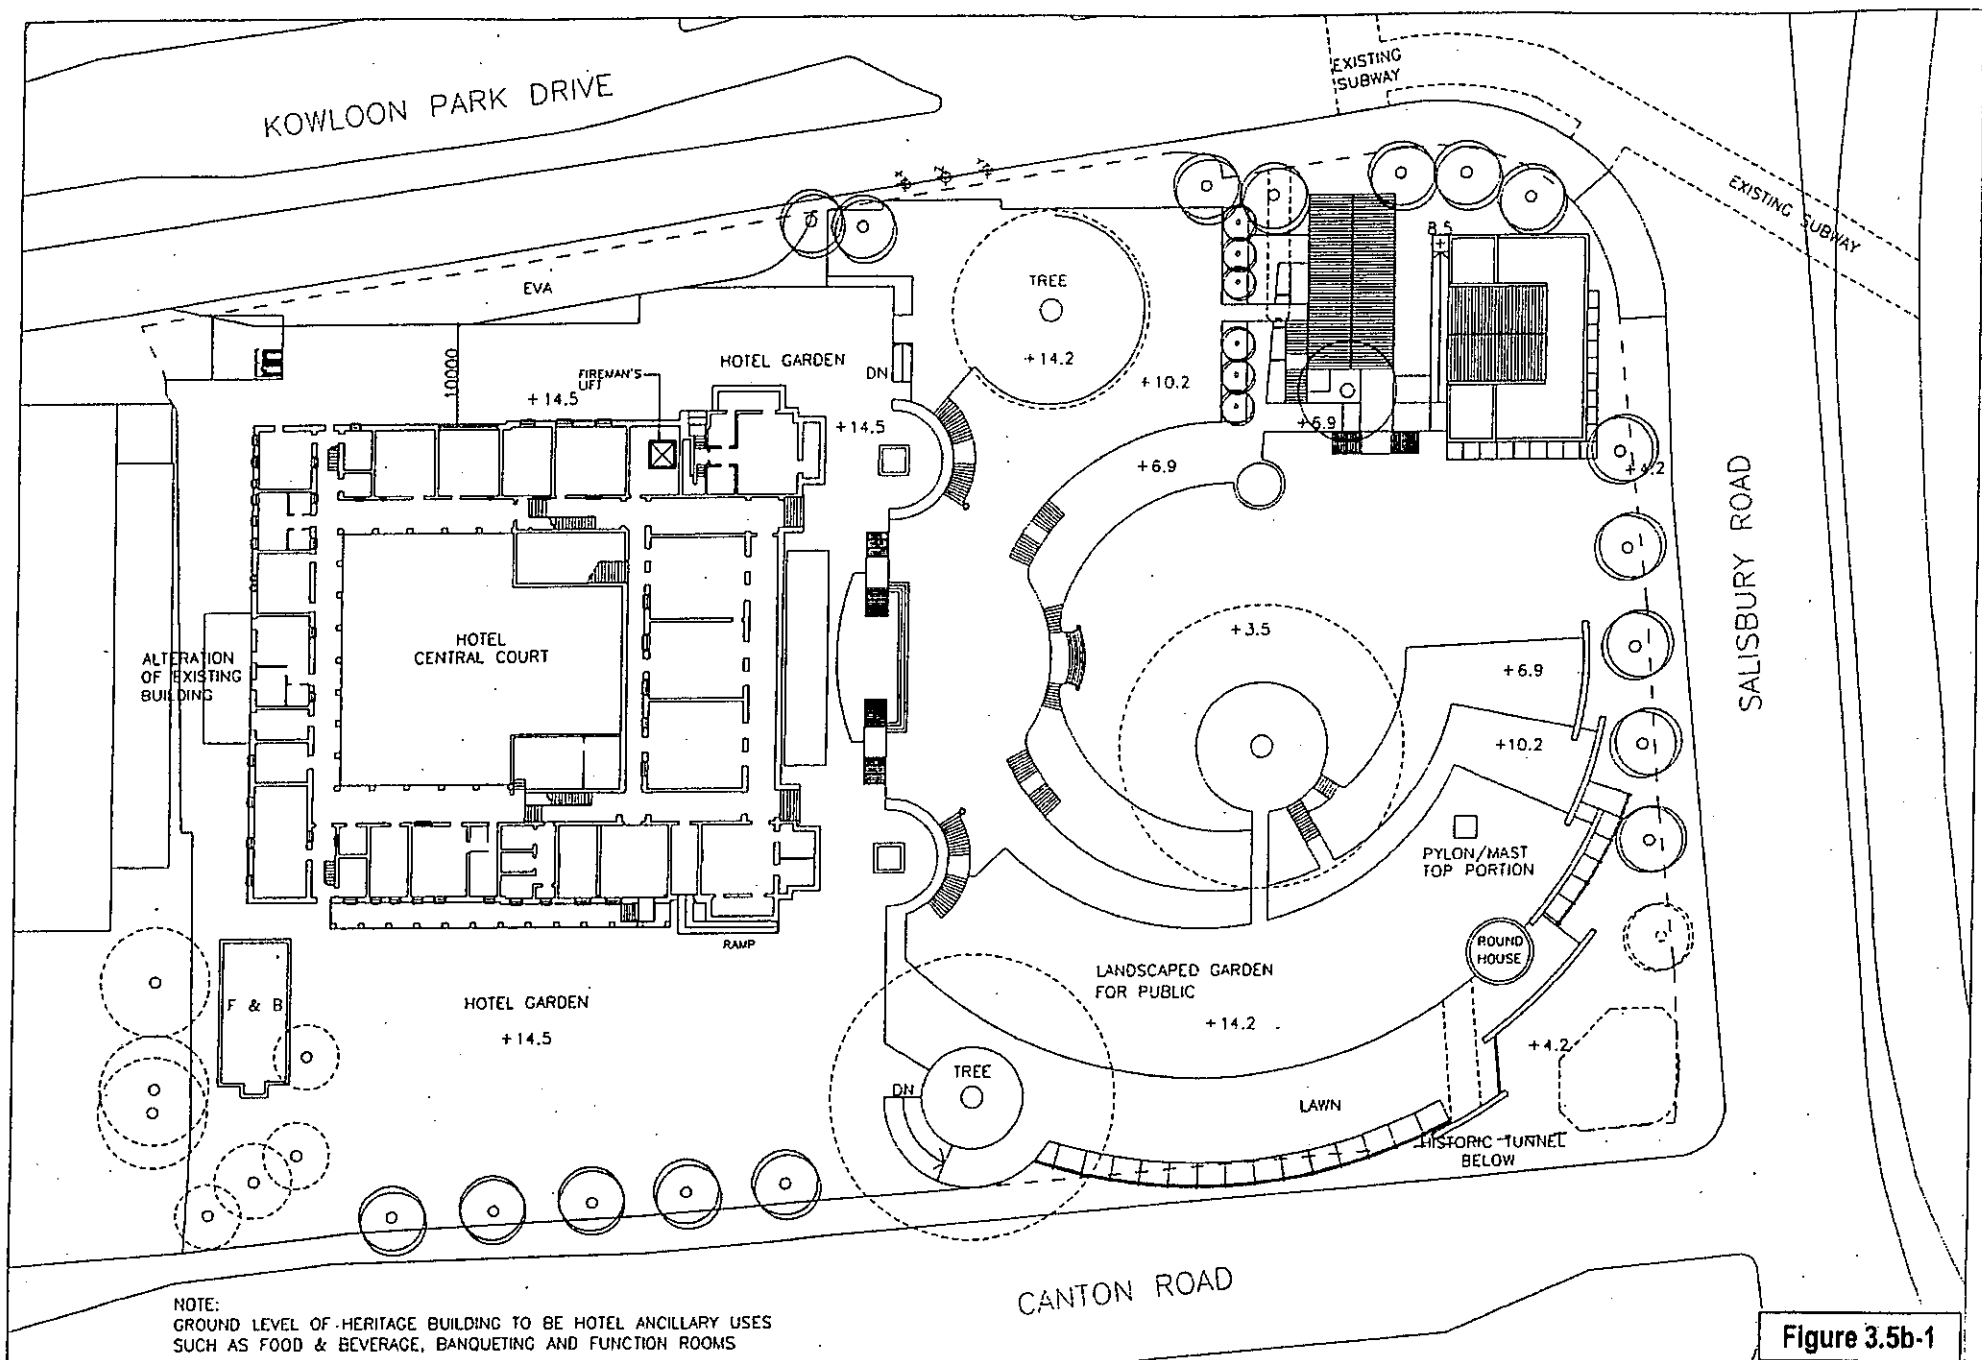 KOWLOON PARK DRIVE
EXISTING
SUBWAY
EXISTING SUBWAY
EVA
TREE
+14.2
HOTEL GARDEN
DN
10000
FIREMAN'S
LIFT
+14.5
+14.5
+10.2
8.5
+6.9
+6.9
+4.2
SALISBURY ROAD
HOTEL
CENTRAL COURT
ALTERATION
OF EXISTING
BUILDING
+3.5
+6.9
+10.2
PYLON/MAST
TOP PORTION
ROUND
HOUSE
RAMP
F & B
HOTEL GARDEN
+14.5
LANDSCAPED GARDEN
FOR PUBLIC
+14.2
+4.2
TREE
DN
LAWN
HISTORIC TUNNEL
BELOW
CANTON ROAD
NOTE:
GROUND LEVEL OF HERITAGE BUILDING TO BE HOTEL ANCILLARY USES
SUCH AS FOOD & BEVERAGE, BANQUETING AND FUNCTION ROOMS
Figure 3.5b-1